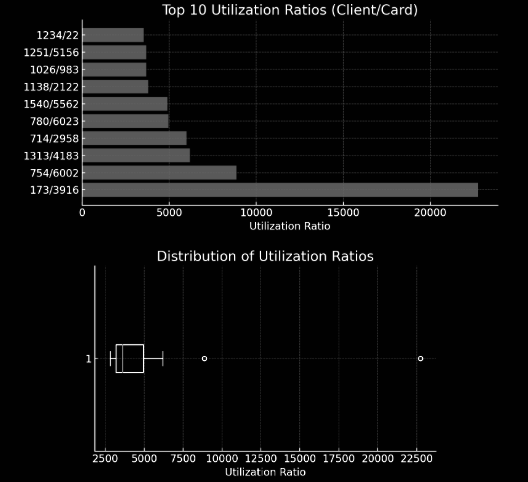 Top 10 Utilization Ratios (Client/Card)
1234/22
1251/5156
1026/983
1138/2122
1540/5562
780/6023
714/2958
1313/4183
754/6002
173/3916
0 5000 10000 15000 20000
Utilization Ratio
Distribution of Utilization Ratios
1
2500 5000 7500 10000 12500 15000 17500 20000 22500
Utilization Ratio